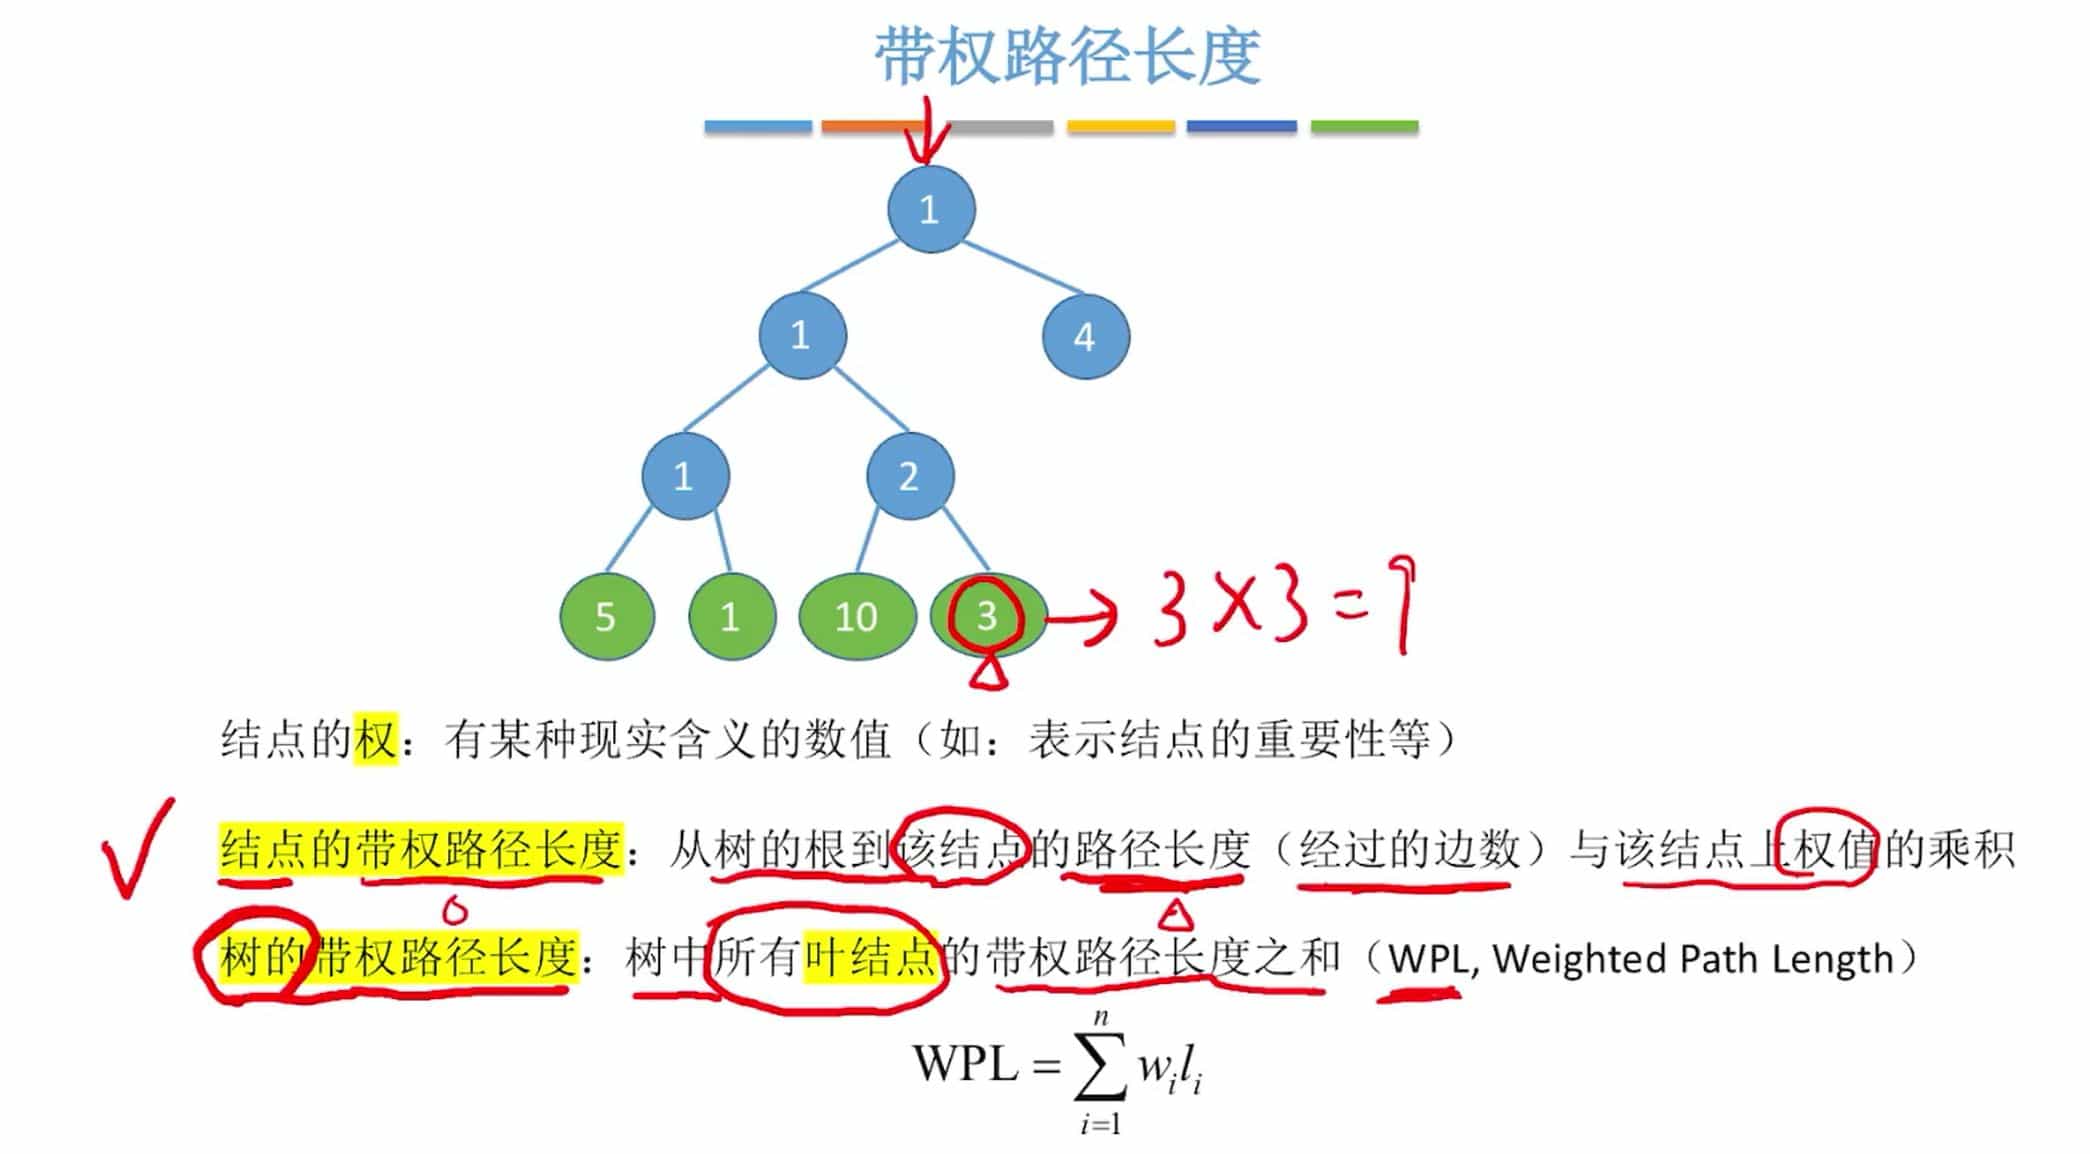 带权路径长度
1
1 4
1 2
5 1 10 3 → 3×3=9
结点的权：有某种现实含义的数值（如：表示结点的重要性等）
结点的带权路径长度：从树的根到该结点的路径长度（经过的边数）与该结点上权值的乘积
树的带权路径长度：树中所有叶结点的带权路径长度之和（WPL, Weighted Path Length）
n
WPL = ∑ wᵢlᵢ
i=1